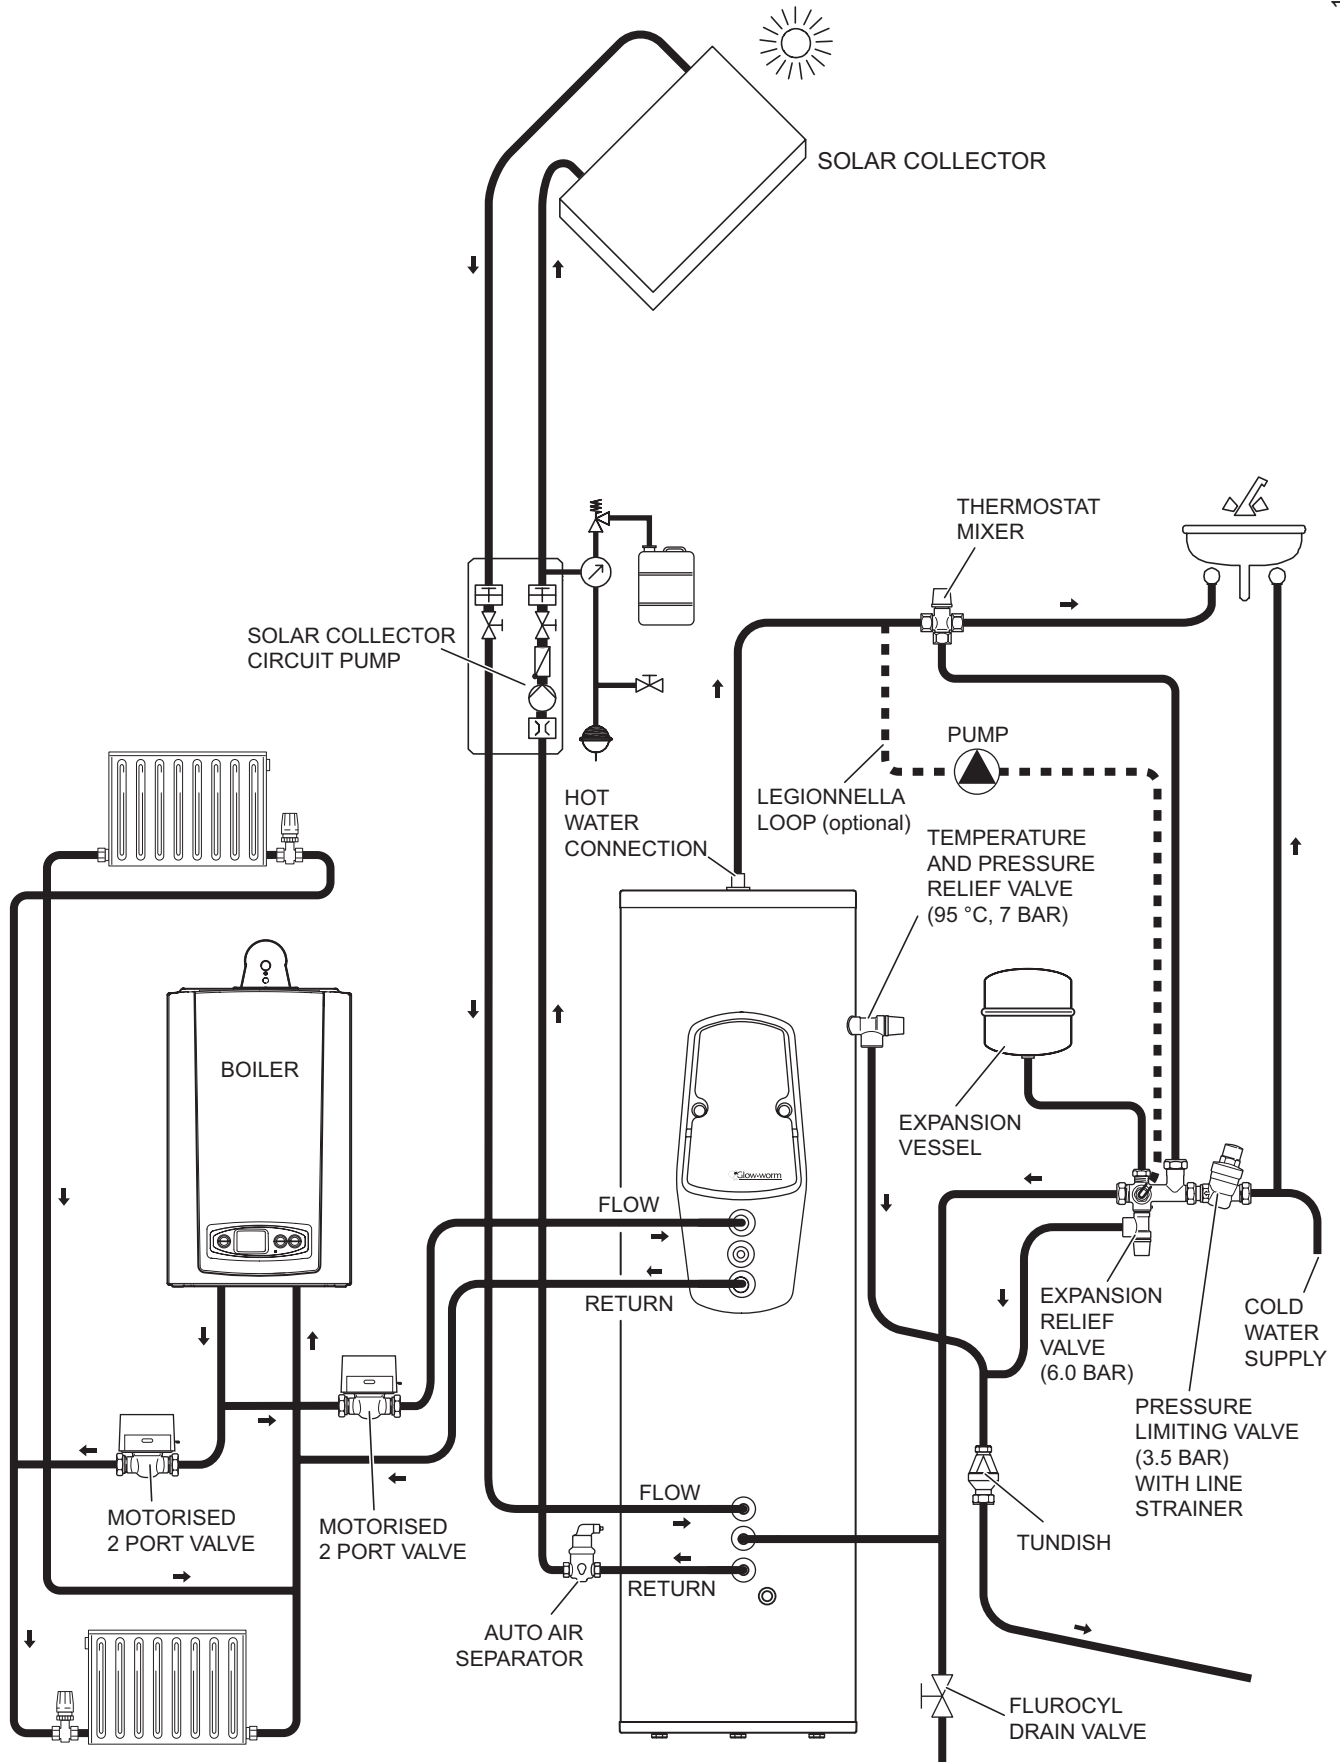 SOLAR COLLECTOR
THERMOSTAT
MIXER
SOLAR COLLECTOR
CIRCUIT PUMP
PUMP
HOT
WATER
CONNECTION
LEGIONNELLA
LOOP (optional)
TEMPERATURE
AND PRESSURE
RELIEF VALVE
(95 °C, 7 BAR)
BOILER
EXPANSION
VESSEL
Glow-worm
FLOW
RETURN
EXPANSION
RELIEF
VALVE
(6.0 BAR)
COLD
WATER
SUPPLY
PRESSURE
LIMITING VALVE
(3.5 BAR)
WITH LINE
STRAINER
MOTORISED
2 PORT VALVE
MOTORISED
2 PORT VALVE
FLOW
TUNDISH
RETURN
AUTO AIR
SEPARATOR
FLUROCYL
DRAIN VALVE